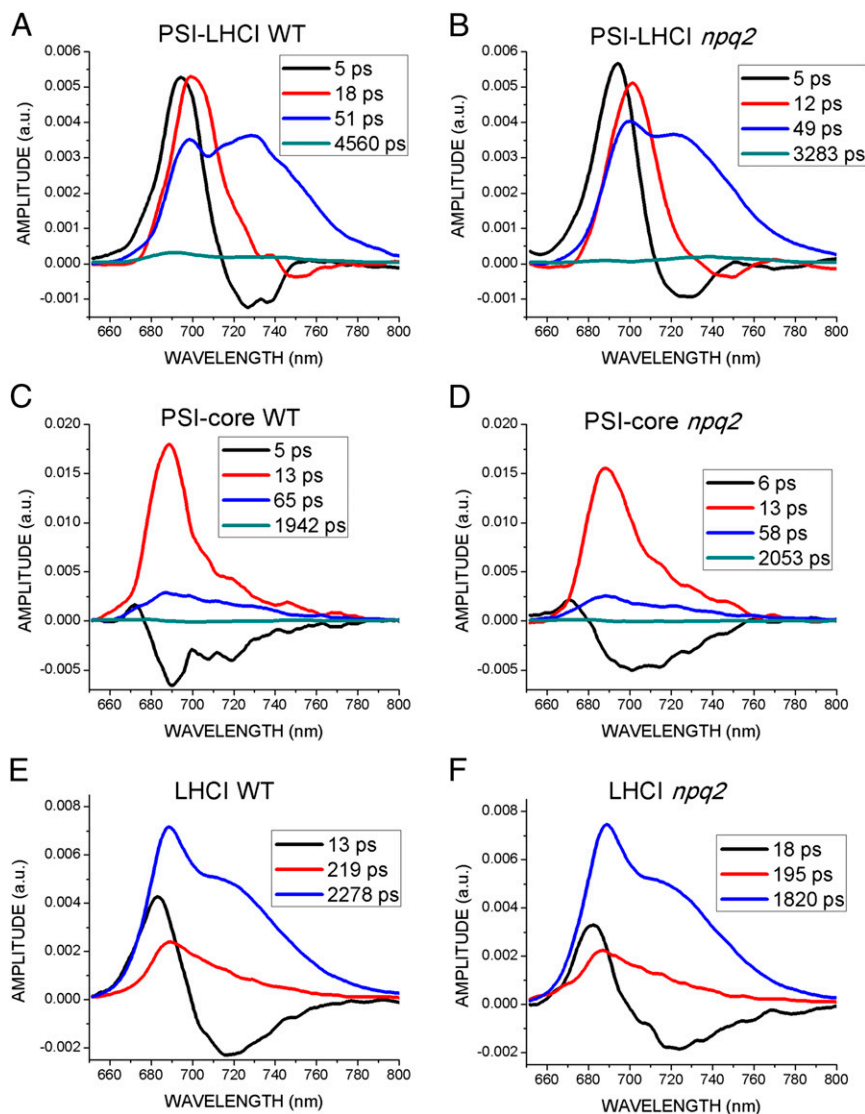 A
PSI-LHCI WT
0.006
0.005
0.004
0.003
0.002
0.001
0.000
-0.001
AMPLITUDE (a.u.)
5 ps
18 ps
51 ps
4560 ps
660 680 700 720 740 760 780 800
WAVELENGTH (nm)
B
PSI-LHCI npq2
0.006
0.005
0.004
0.003
0.002
0.001
0.000
-0.001
AMPLITUDE (a.u.)
5 ps
12 ps
49 ps
3283 ps
660 680 700 720 740 760 780 800
WAVELENGTH (nm)
C
PSI-core WT
0.020
0.015
0.010
0.005
0.000
-0.005
AMPLITUDE (a.u.)
5 ps
13 ps
65 ps
1942 ps
660 680 700 720 740 760 780 800
WAVELENGTH (nm)
D
PSI-core npq2
0.020
0.015
0.010
0.005
0.000
-0.005
AMPLITUDE (a.u.)
6 ps
13 ps
58 ps
2053 ps
660 680 700 720 740 760 780 800
WAVELENGTH (nm)
E
LHCI WT
0.008
0.006
0.004
0.002
0.000
-0.002
AMPLITUDE (a.u.)
13 ps
219 ps
2278 ps
660 680 700 720 740 760 780 800
WAVELENGTH (nm)
F
LHCI npq2
0.008
0.006
0.004
0.002
0.000
-0.002
AMPLITUDE (a.u.)
18 ps
195 ps
1820 ps
660 680 700 720 740 760 780 800
WAVELENGTH (nm)